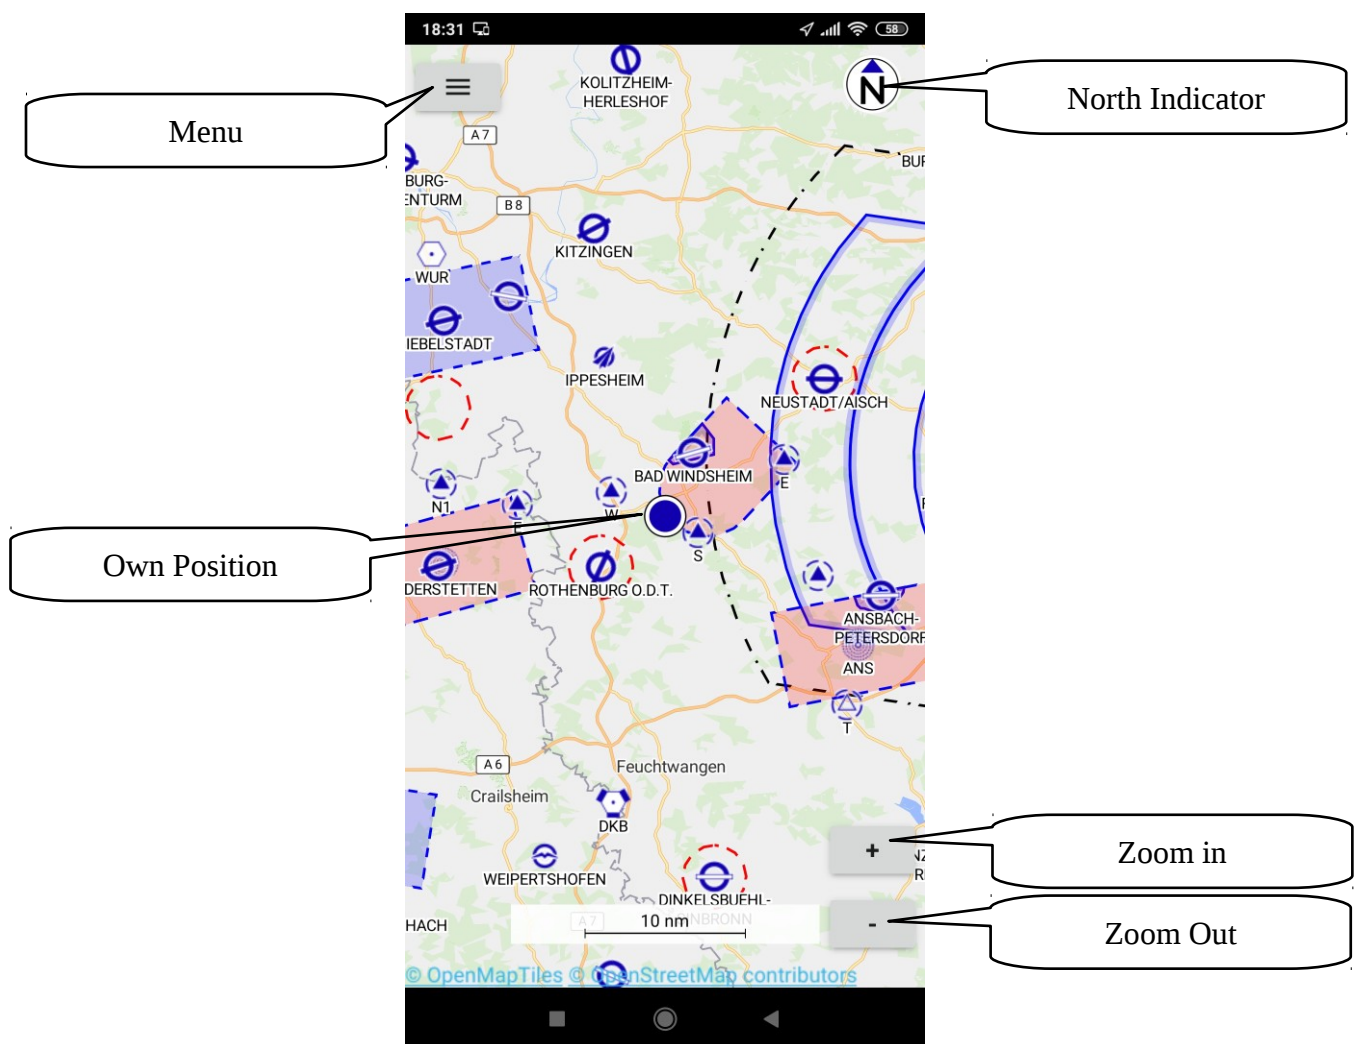 18:31
58
KOLITZHEIM-
HERLESHOF
N
North Indicator
Menu
A 7
BUR
BURG-
ENTURM
B 8
KITZINGEN
WUR
IEBELSTADT
IPPESHEIM
NEUSTADT/AISCH
BAD WINDSHEIM
E
N1
W
E
S
Own Position
DERSTETTEN
ROTHENBURG O.D.T.
ANSBACH-
PETERSDORF
ANS
T
A 6
Feuchtwangen
Crailsheim
DKB
+
Zoom in
WEIPERTSHOFEN
DINKELSBUEHL-
SINBRONN
HACH
A 7
10 nm
-
Zoom Out
© OpenMapTiles © OpenStreetMap contributors